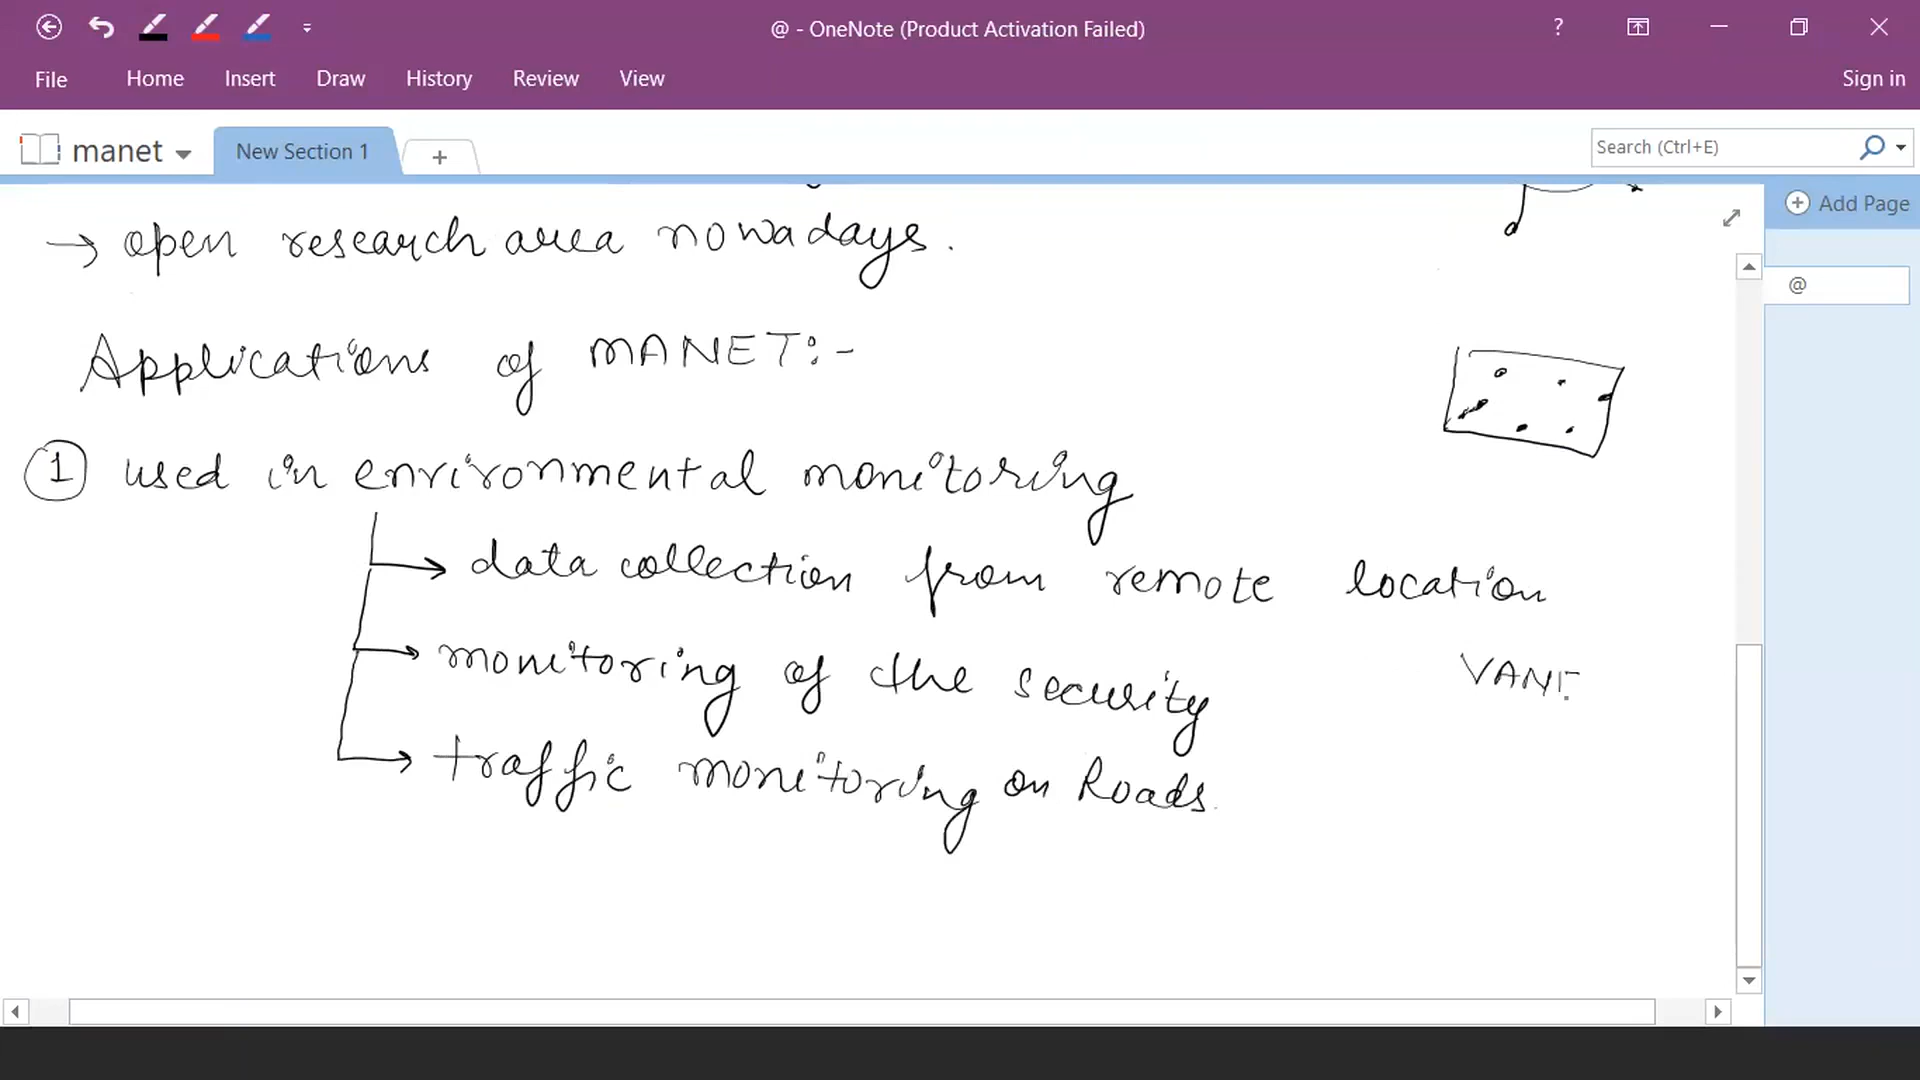 @ - OneNote (Product Activation Failed)
?
File Home Insert Draw History Review View Sign in
manet New Section 1 + Search (Ctrl+E)
Add Page
@
→ open research area nowadays.
Applications of MANET:-
① used in environmental monitoring
→ data collection from remote location
→ monitoring of the security
VANE
→ traffic monitoring on Roads.